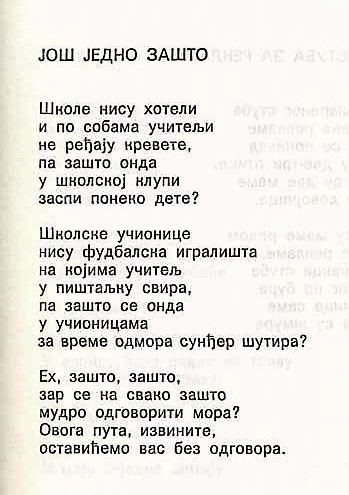 ЈОШ ЈЕДНО ЗАШТО
Школе нису хотели
и по собама учитељи
не ређају кревете,
па зашто онда
у школској клупи
заспи понеко дете?
Школске учионице
нису фудбалска игралишта
на којима учитељ
у пиштаљку свира,
па зашто се онда
у учионицама
за време одмора сунђер шутира?
Ех, зашто, зашто,
зар се на свако зашто
мудро одговорити мора?
Овога пута, извините,
оставићемо вас без одговора.